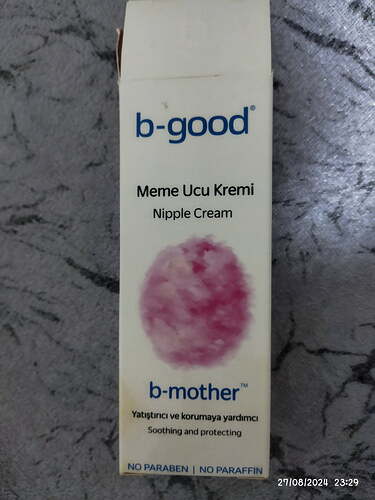 b-good®
Meme Ucu Kremi
Nipple Cream
b-mother™
Yatıştırıcı ve korumaya yardımcı
Soothing and protecting
NO PARABEN | NO PARAFFIN
27/08/2024 23:29